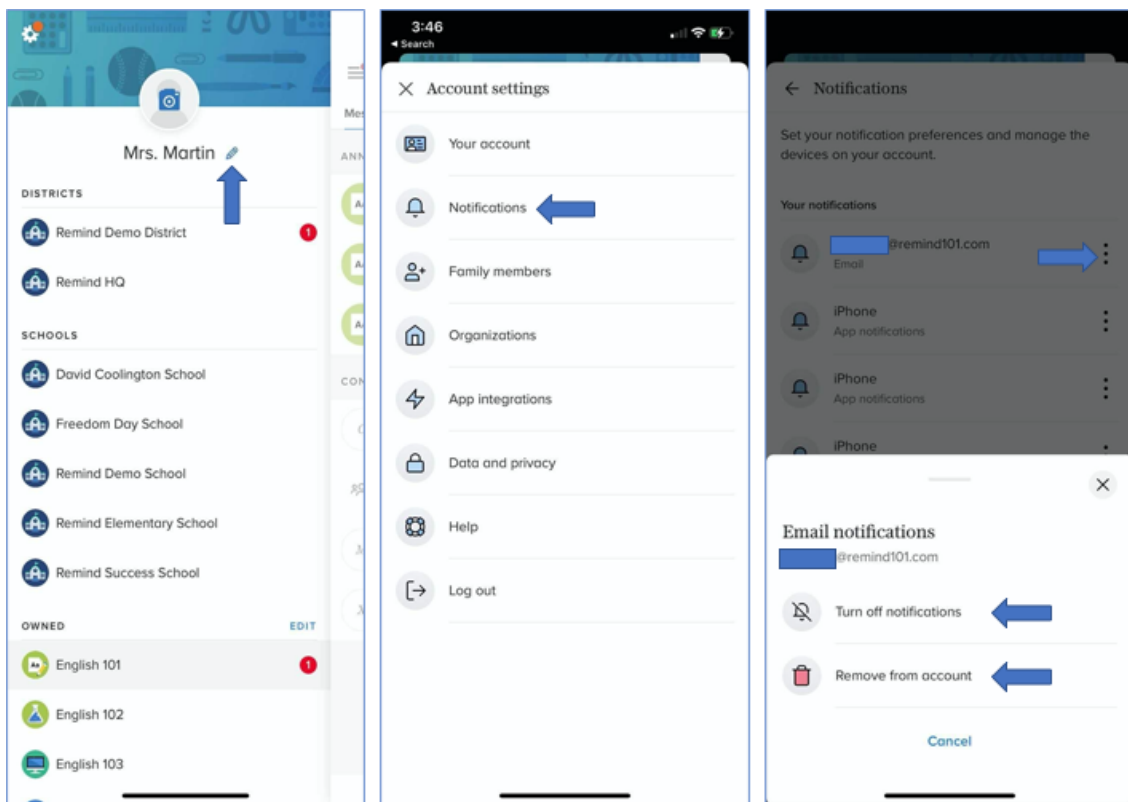 Mrs. Martin
DISTRICTS
Remind Demo District
1
Remind HQ
SCHOOLS
David Coolington School
Freedom Day School
Remind Demo School
Remind Elementary School
Remind Success School
OWNED EDIT
English 101
1
English 102
English 103
3:46
Search
Account settings
Your account
Notifications
Family members
Organizations
App integrations
Data and privacy
Help
Log out
Notifications
Set your notification preferences and manage the
devices on your account.
Your notifications
@remind101.com
Email
iPhone
App notifications
iPhone
App notifications
iPhone
Email notifications
@remind101.com
Turn off notifications
Remove from account
Cancel